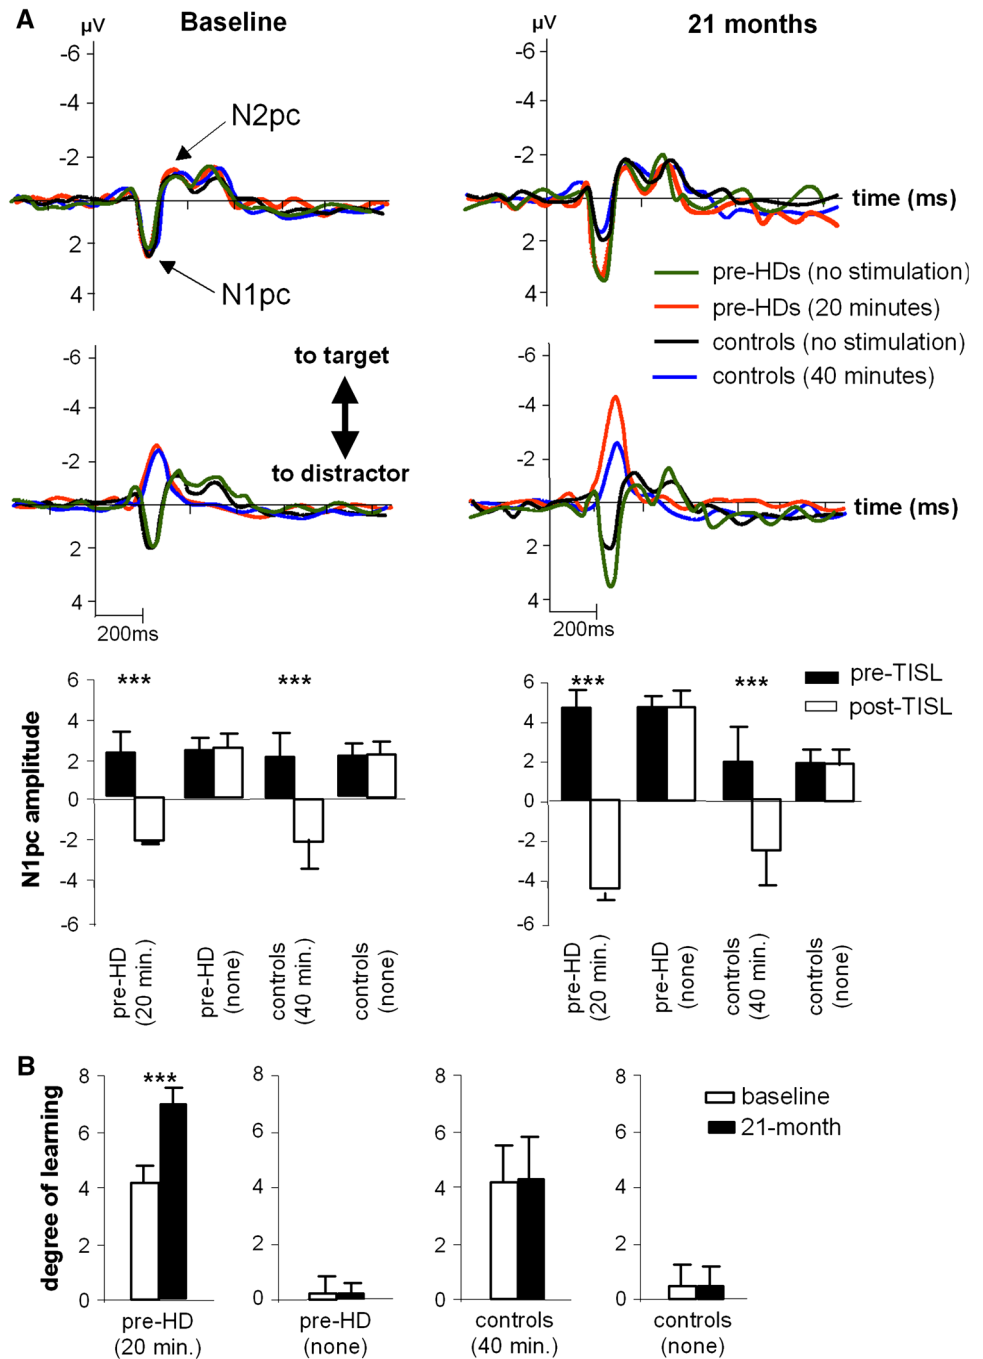 A
Baseline
21 months
µV
-6
-4
-2
2
4
N2pc
N1pc
µV
-6
-4
-2
2
4
time (ms)
pre-HDs (no stimulation)
pre-HDs (20 minutes)
controls (no stimulation)
controls (40 minutes)
-6
-4
-2
2
4
to target
to distractor
200ms
-6
-4
-2
2
4
time (ms)
200ms
N1pc amplitude
6
4
2
0
-2
-4
-6
***
***
pre-HD
(20 min.)
pre-HD
(none)
controls
(40 min.)
controls
(none)
6
4
2
0
-2
-4
-6
***
***
pre-TISL
post-TISL
pre-HD
(20 min.)
pre-HD
(none)
controls
(40 min.)
controls
(none)
B
degree of learning
8
6
4
2
0
***
pre-HD
(20 min.)
8
6
4
2
0
pre-HD
(none)
8
6
4
2
0
controls
(40 min.)
8
6
4
2
0
controls
(none)
baseline
21-month